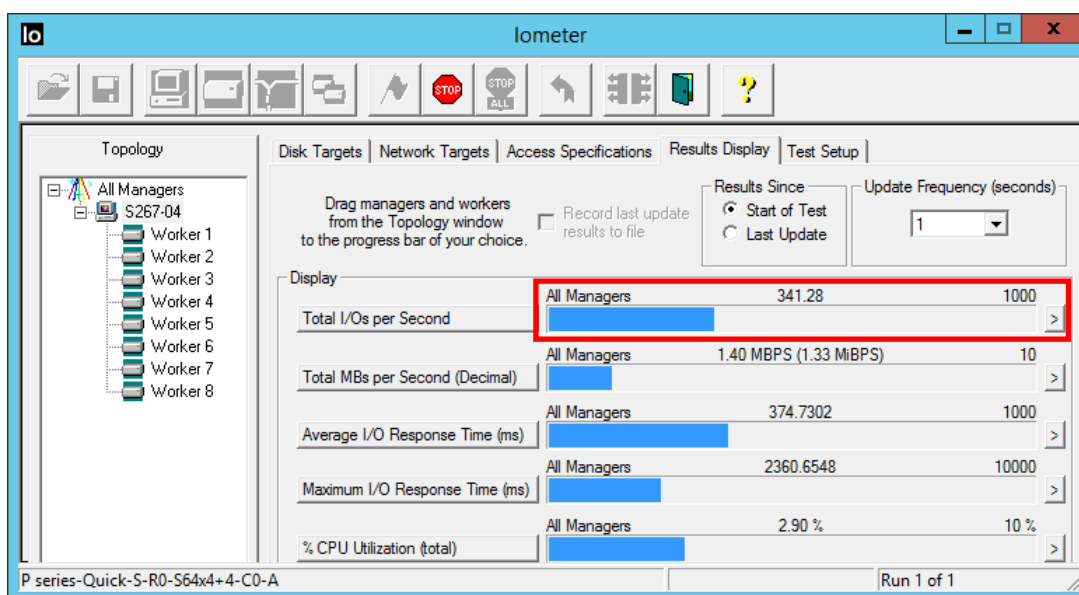 Io Iometer
STOP STOP ALL ?
Topology
Disk Targets Network Targets Access Specifications Results Display Test Setup
All Managers
S267-04
Worker 1
Worker 2
Worker 3
Worker 4
Worker 5
Worker 6
Worker 7
Worker 8
Drag managers and workers
from the Topology window
to the progress bar of your choice.
Record last update
results to file
Results Since
Start of Test
Last Update
Update Frequency (seconds)
1
Display
All Managers 341.28 1000
Total I/Os per Second >
All Managers 1.40 MBPS (1.33 MiBPS) 10
Total MBs per Second (Decimal) >
All Managers 374.7302 1000
Average I/O Response Time (ms) >
All Managers 2360.6548 10000
Maximum I/O Response Time (ms) >
All Managers 2.90 % 10 %
% CPU Utilization (total) >
P series-Quick-S-R0-S64x4+4-C0-A Run 1 of 1